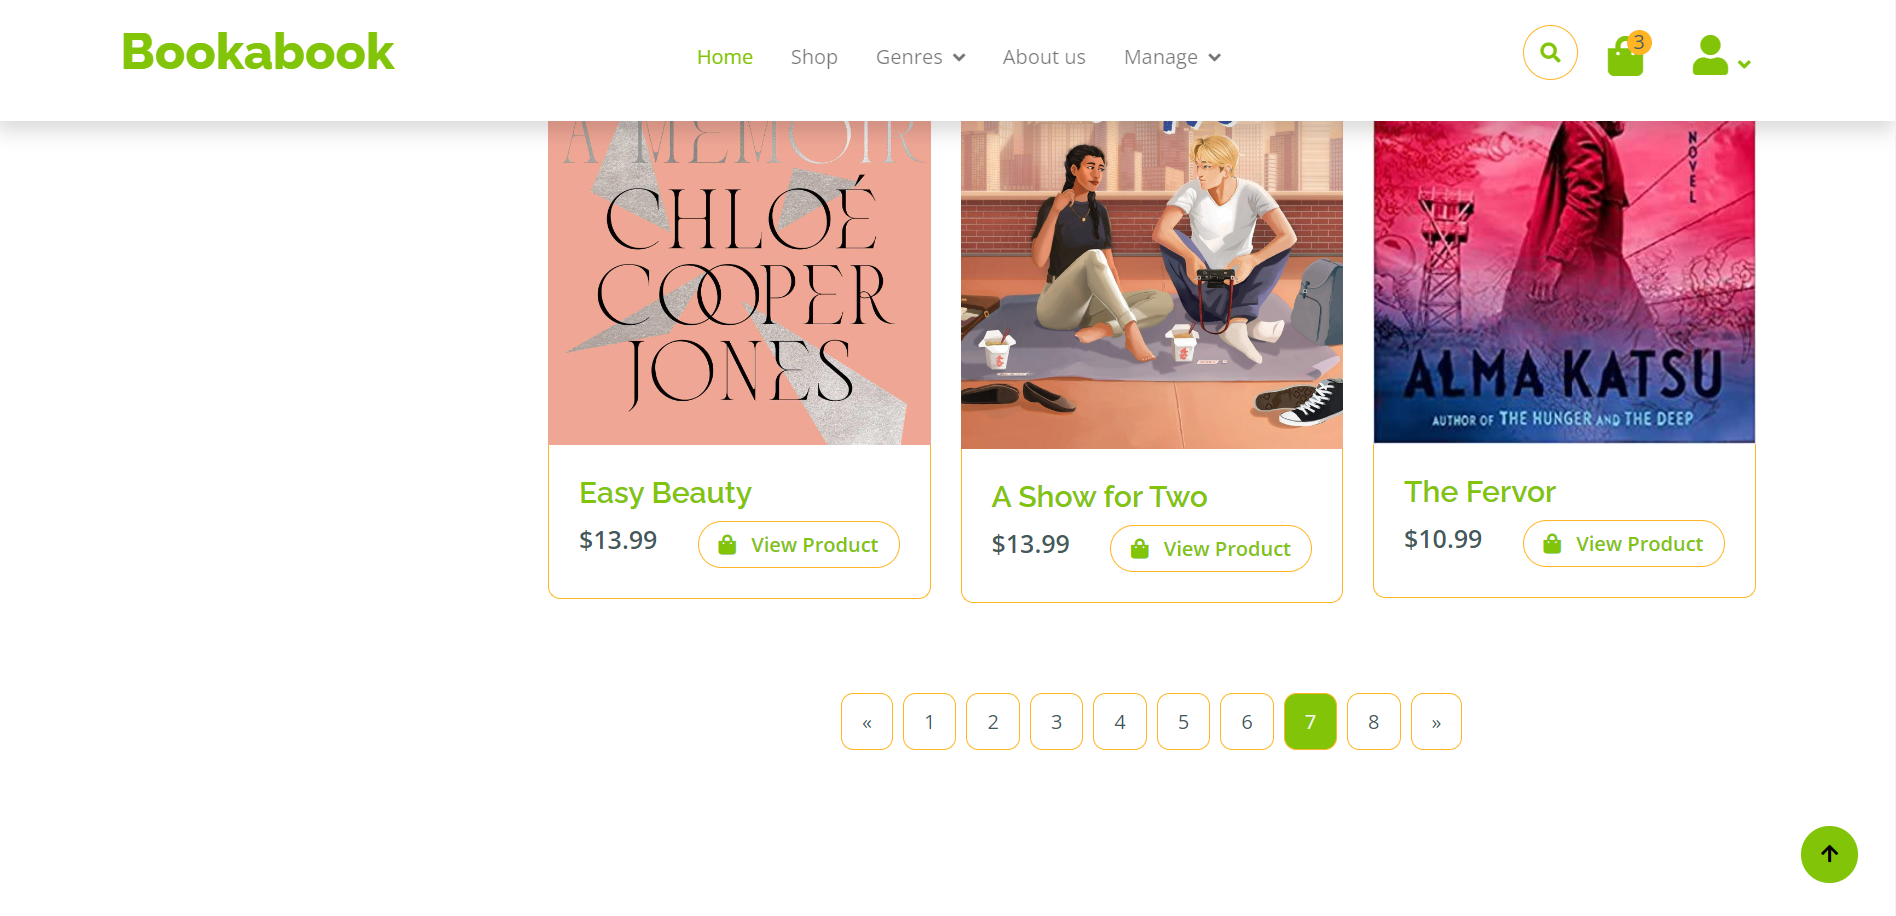 Bookabook
Home
Shop
Genres
About us
Manage
3
A MEMOIR
CHLOÉ
COOPER
JONES
NOVEL
ALMA KATSU
AUTHOR OF THE HUNGER AND THE DEEP
Easy Beauty
$13.99
View Product
A Show for Two
$13.99
View Product
The Fervor
$10.99
View Product
«
1
2
3
4
5
6
7
8
»